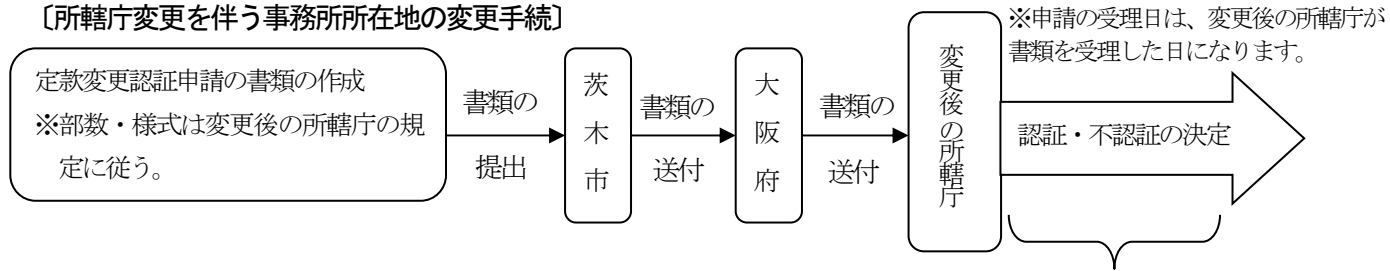 〔所轄庁変更を伴う事務所所在地の変更手続〕
定款変更認証申請の書類の作成
※部数・様式は変更後の所轄庁の規
定に従う。
書類の
提出
茨木市
書類の
送付
大阪府
書類の
送付
変更後の所轄庁
※申請の受理日は、変更後の所轄庁が
書類を受理した日になります。
認証・不認証の決定